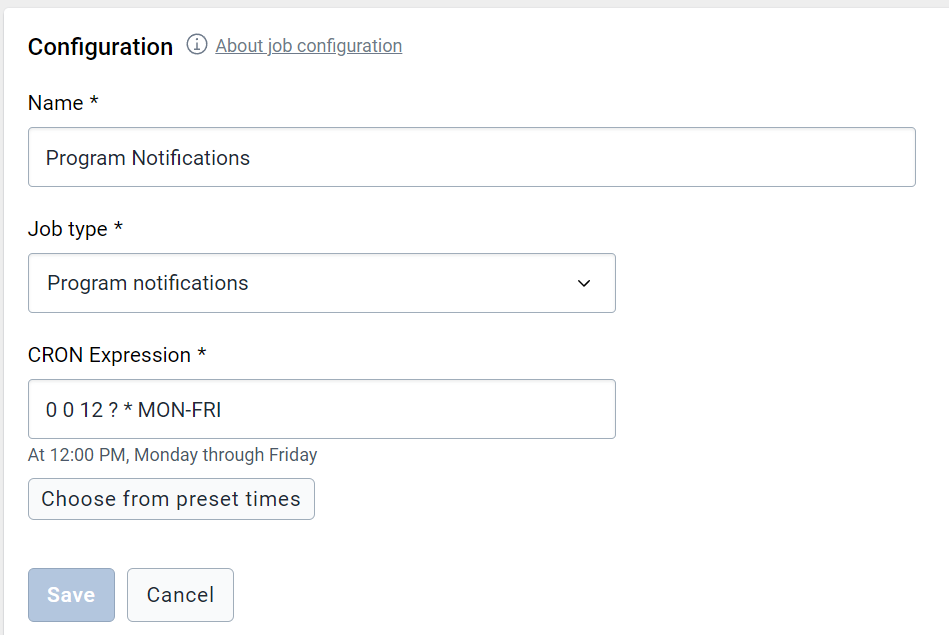 Configuration About job configuration
Name *
Program Notifications
Job type *
Program notifications
CRON Expression *
0 0 12 ? * MON-FRI
At 12:00 PM, Monday through Friday
Choose from preset times
Save Cancel